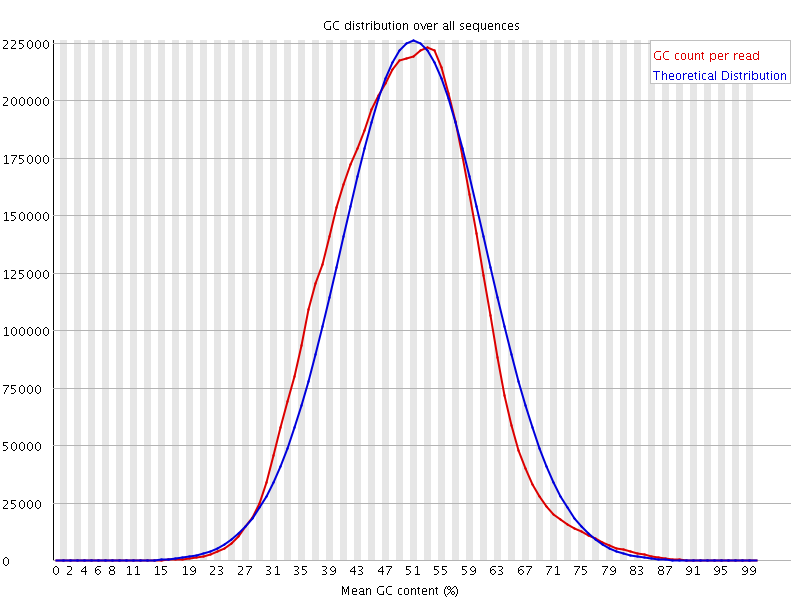 GC distribution over all sequences
225000
200000
175000
150000
125000
100000
75000
50000
25000
0
GC count per read
Theoretical Distribution
0 2 4 6 8 11 15 19 23 27 31 35 39 43 47 51 55 59 63 67 71 75 79 83 87 91 95 99
Mean GC content (%)